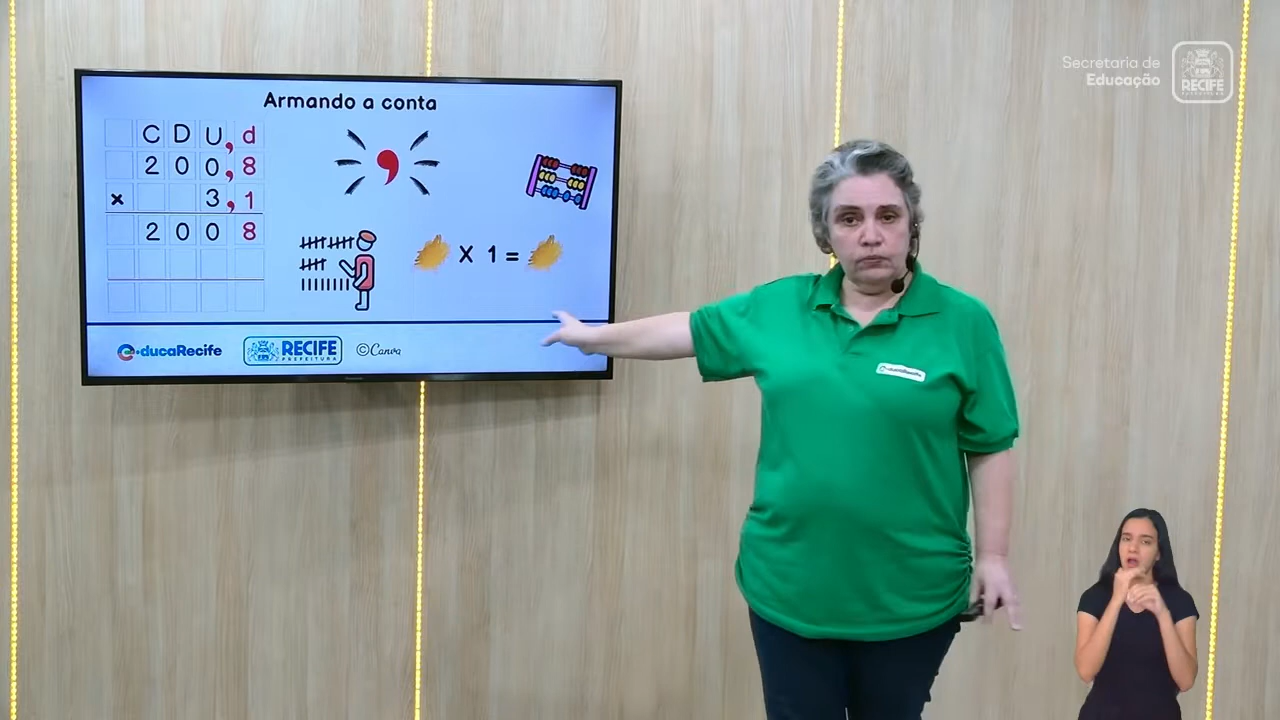 Secretaria de
Educação
RECIFE
PREFEITURA
Armando a conta
C D U, d
2 0 0, 8
x 3, 1
2 0 0 8
,
X 1 =
EducaRecife
RECIFE
PREFEITURA
©Canva